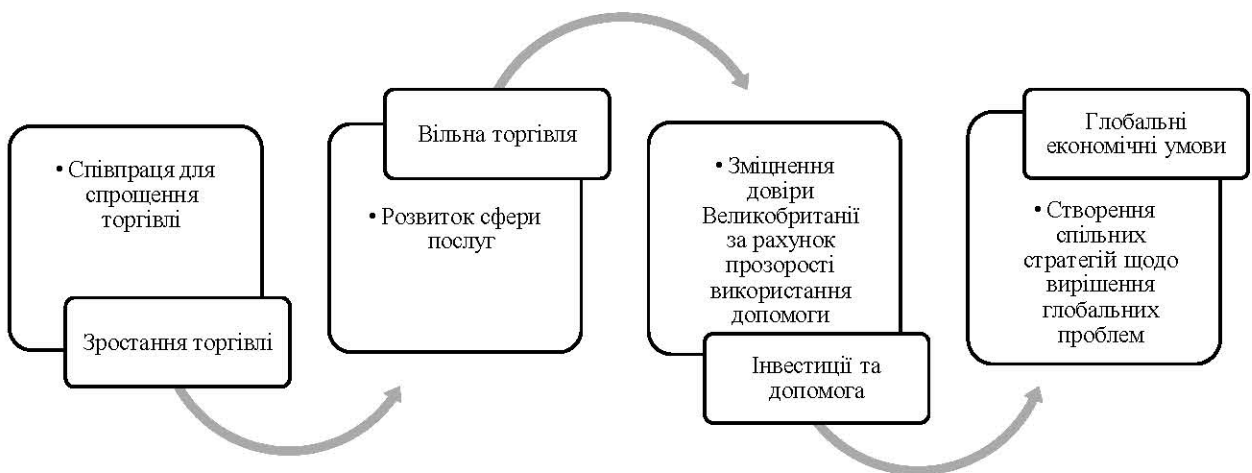 • Співпраця для
спрощення
торгівлі
Зростання торгівлі
Вільна торгівля
• Розвиток сфери
послуг
• Зміцнення
довіри
Великобританії
за рахунок
прозорості
використання
допомоги
Інвестиції та
допомога
Глобальні
економічні умови
• Створення
спільних
стратегій щодо
вирішення
глобальних
проблем